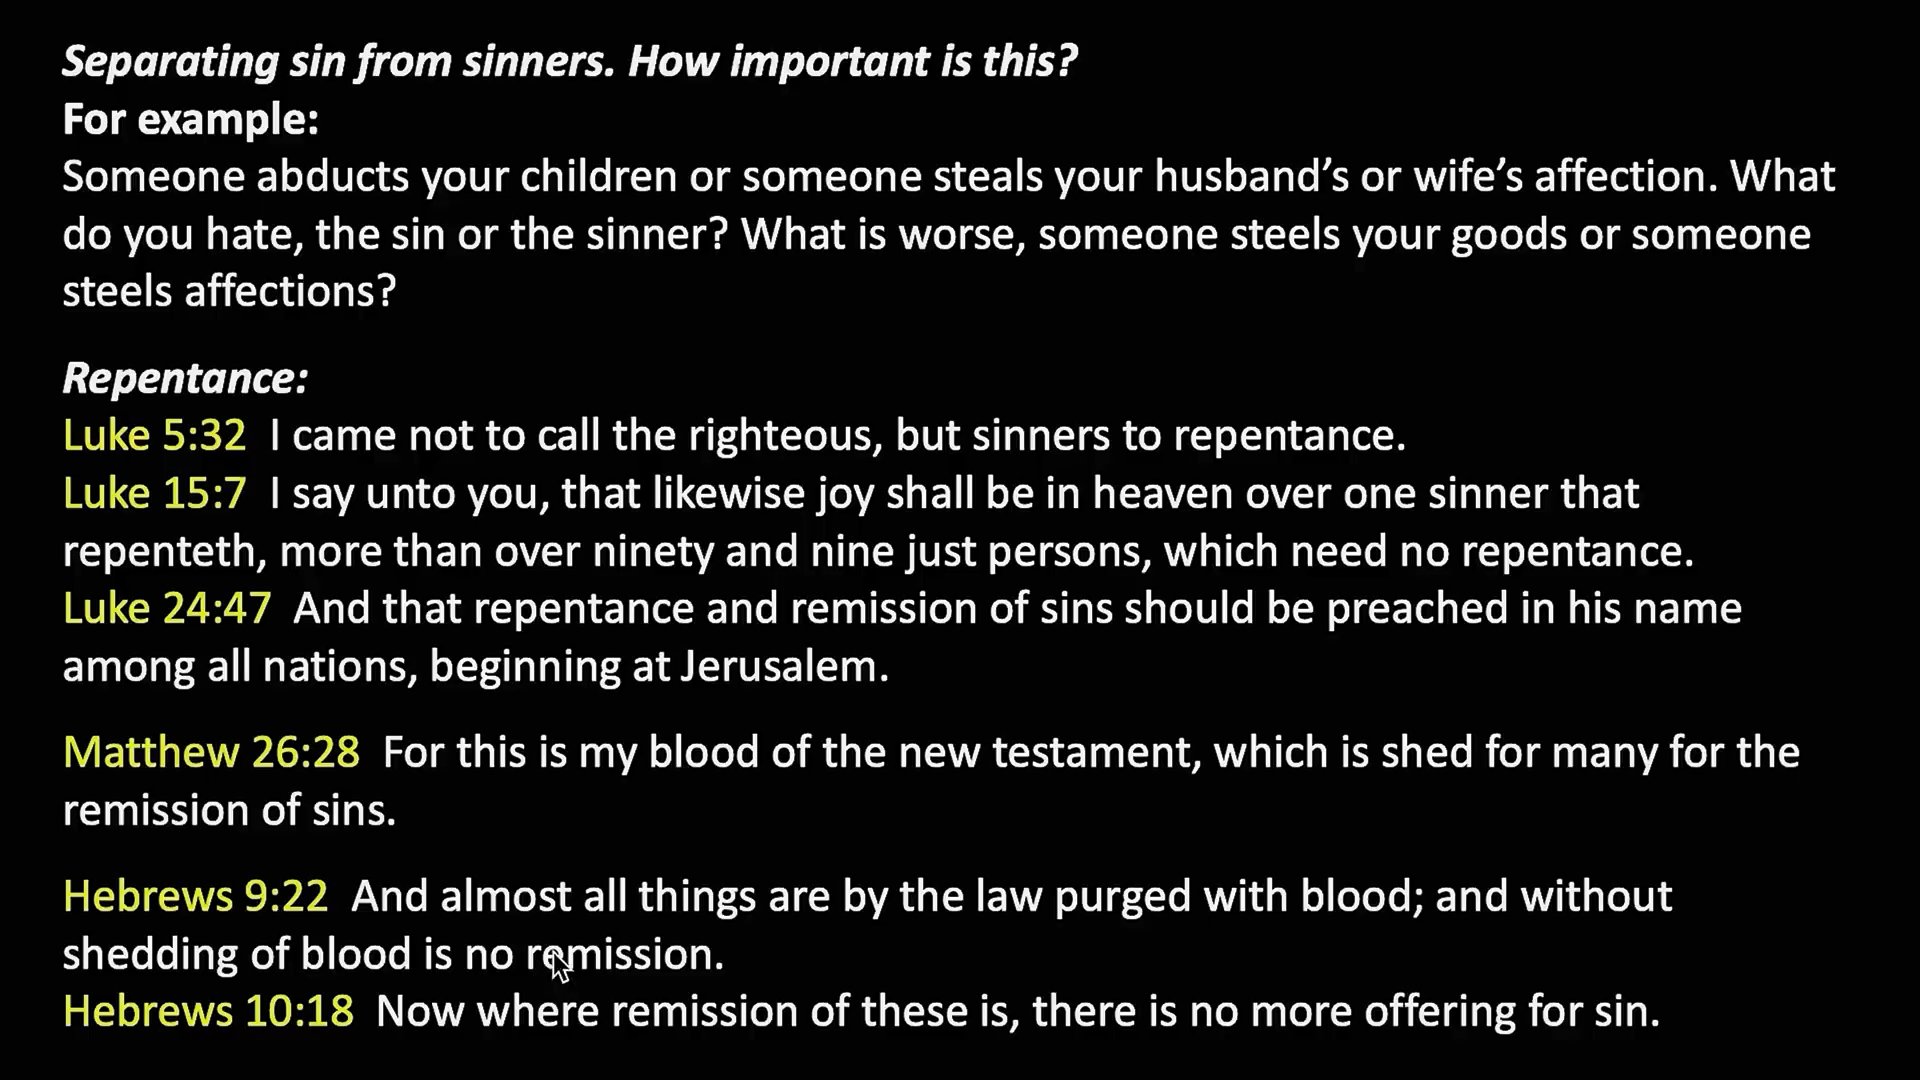 Separating sin from sinners. How important is this?
For example:
Someone abducts your children or someone steals your husband’s or wife’s affection. What
do you hate, the sin or the sinner? What is worse, someone steels your goods or someone
steels affections?
Repentance:
Luke 5:32 I came not to call the righteous, but sinners to repentance.
Luke 15:7 I say unto you, that likewise joy shall be in heaven over one sinner that
repenteth, more than over ninety and nine just persons, which need no repentance.
Luke 24:47 And that repentance and remission of sins should be preached in his name
among all nations, beginning at Jerusalem.
Matthew 26:28 For this is my blood of the new testament, which is shed for many for the
remission of sins.
Hebrews 9:22 And almost all things are by the law purged with blood; and without
shedding of blood is no remission.
Hebrews 10:18 Now where remission of these is, there is no more offering for sin.